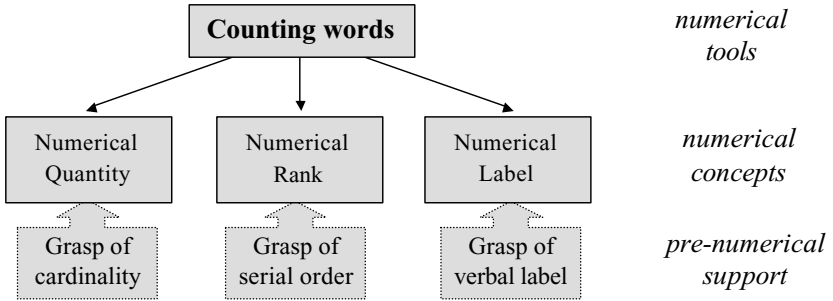 Counting words
numerical
tools
Numerical
Quantity
Numerical
Rank
Numerical
Label
numerical
concepts
Grasp of
cardinality
Grasp of
serial order
Grasp of
verbal label
pre-numerical
support